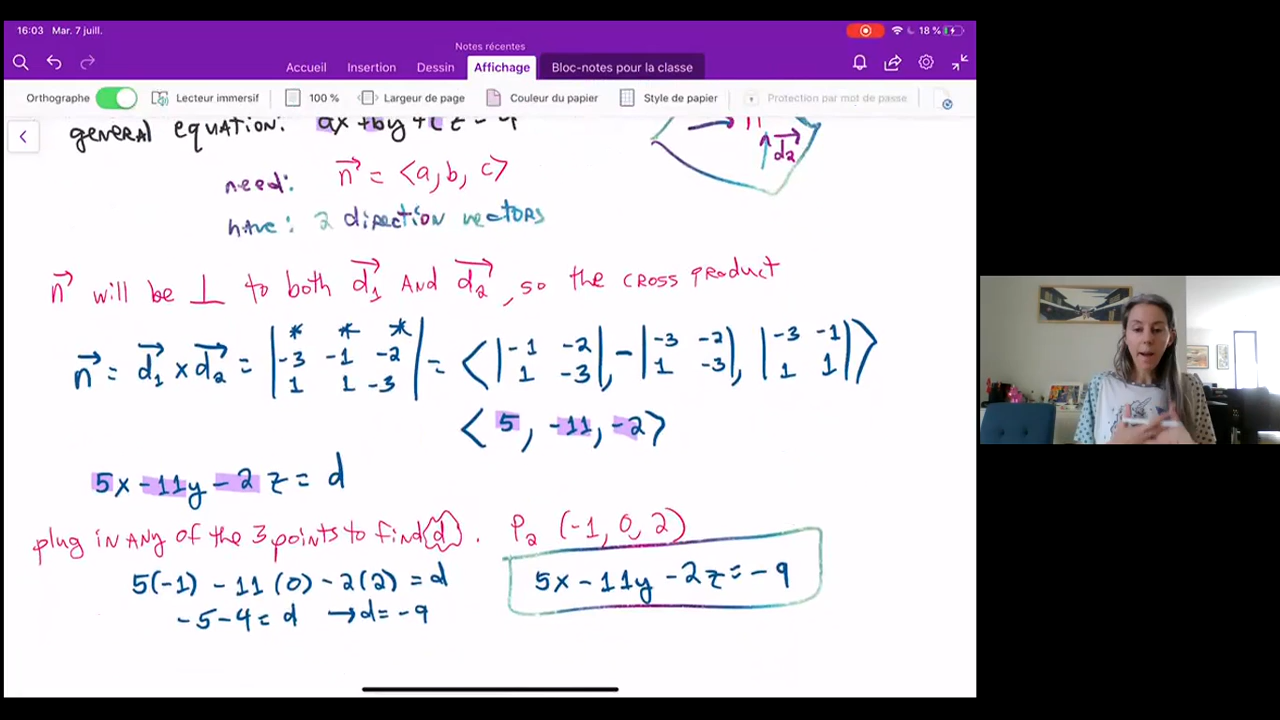 16:03 Mar. 7 juill. 18 %
Notes récentes
Accueil Insertion Dessin Affichage Bloc-notes pour la classe
Orthographe Lecteur immersif 100 % Largeur de page Couleur du papier Style de papier Protection par mot de passe
general equation: ax + by + cz = d
need: n⃗ = <a, b, c>
d₂⃗
have: 2 direction vectors
n⃗ will be ⊥ to both d₁⃗ And d₂⃗, so the cross product
n⃗ = d₁⃗ × d₂⃗ = |* * *; -3 -1 -2; 1 1 -3| = <|-1 -2; 1 -3|, -|-3 -2; 1 -3|, |-3 -1; 1 1|>
<5, -11, -2>
5x - 11y - 2z = d
plug in any of the 3 points to find d. P₂ (-1, 0, 2)
5(-1) - 11(0) - 2(2) = d
5x - 11y - 2z = -9
-5 - 4 = d → d = -9